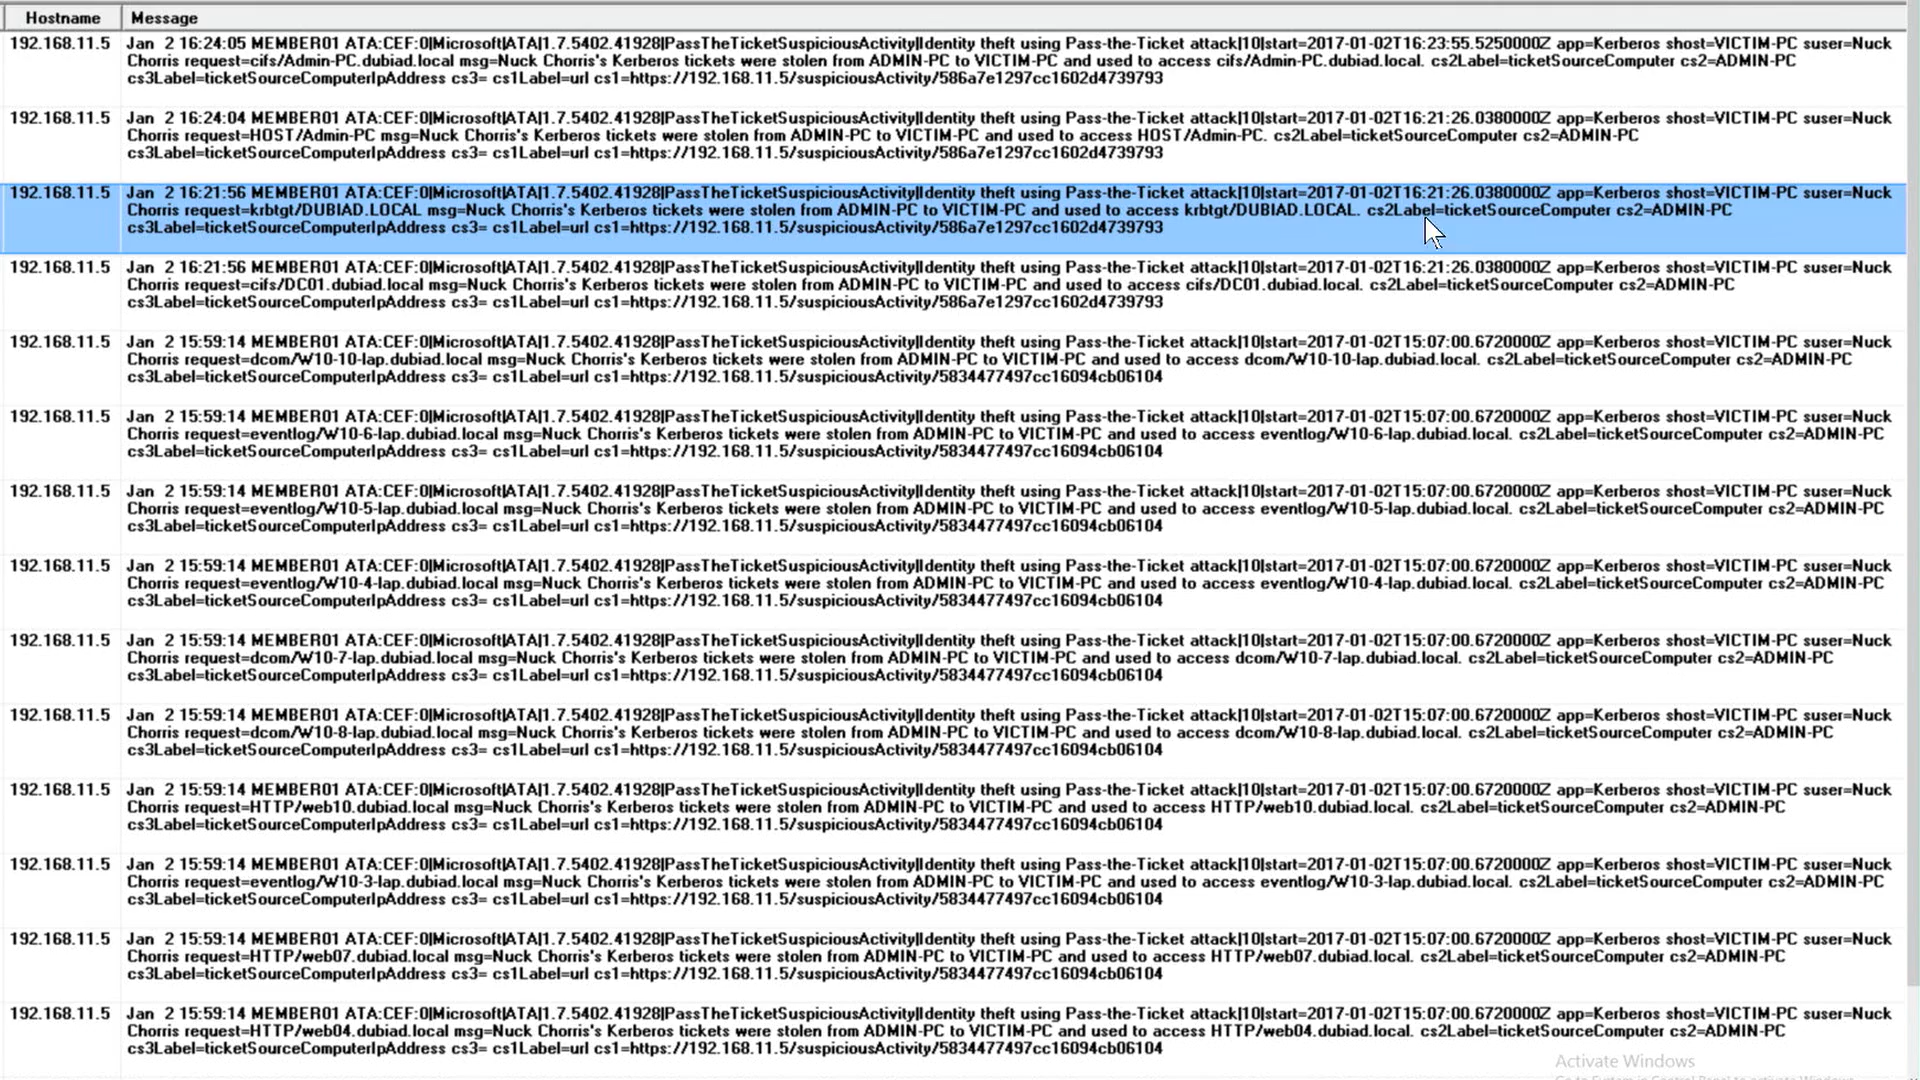 Hostname Message
192.168.11.5 Jan 2 16:24:05 MEMBER01 ATA:CEF:0|Microsoft|ATA|1.7.5402.41928|PassTheTicketSuspiciousActivity|Identity theft using Pass-the-Ticket attack|10|start=2017-01-02T16:23:55.5250000Z app=Kerberos shost=VICTIM-PC suser=Nuck
Chorris request=cifs/Admin-PC.dubiad.local msg=Nuck Chorris's Kerberos tickets were stolen from ADMIN-PC to VICTIM-PC and used to access cifs/Admin-PC.dubiad.local. cs2Label=ticketSourceComputer cs2=ADMIN-PC
cs3Label=ticketSourceComputerIpAddress cs3= cs1Label=url cs1=https://192.168.11.5/suspiciousActivity/586a7e1297cc1602d4739793
192.168.11.5 Jan 2 16:24:04 MEMBER01 ATA:CEF:0|Microsoft|ATA|1.7.5402.41928|PassTheTicketSuspiciousActivity|Identity theft using Pass-the-Ticket attack|10|start=2017-01-02T16:21:26.0380000Z app=Kerberos shost=VICTIM-PC suser=Nuck
Chorris request=HOST/Admin-PC msg=Nuck Chorris's Kerberos tickets were stolen from ADMIN-PC to VICTIM-PC and used to access HOST/Admin-PC. cs2Label=ticketSourceComputer cs2=ADMIN-PC
cs3Label=ticketSourceComputerIpAddress cs3= cs1Label=url cs1=https://192.168.11.5/suspiciousActivity/586a7e1297cc1602d4739793
192.168.11.5 Jan 2 16:21:56 MEMBER01 ATA:CEF:0|Microsoft|ATA|1.7.5402.41928|PassTheTicketSuspiciousActivity|Identity theft using Pass-the-Ticket attack|10|start=2017-01-02T16:21:26.0380000Z app=Kerberos shost=VICTIM-PC suser=Nuck
Chorris request=krbtgt/DUBIAD.LOCAL msg=Nuck Chorris's Kerberos tickets were stolen from ADMIN-PC to VICTIM-PC and used to access krbtgt/DUBIAD.LOCAL. cs2Label=ticketSourceComputer cs2=ADMIN-PC
cs3Label=ticketSourceComputerIpAddress cs3= cs1Label=url cs1=https://192.168.11.5/suspiciousActivity/586a7e1297cc1602d4739793
192.168.11.5 Jan 2 16:21:56 MEMBER01 ATA:CEF:0|Microsoft|ATA|1.7.5402.41928|PassTheTicketSuspiciousActivity|Identity theft using Pass-the-Ticket attack|10|start=2017-01-02T16:21:26.0380000Z app=Kerberos shost=VICTIM-PC suser=Nuck
Chorris request=cifs/DC01.dubiad.local msg=Nuck Chorris's Kerberos tickets were stolen from ADMIN-PC to VICTIM-PC and used to access cifs/DC01.dubiad.local. cs2Label=ticketSourceComputer cs2=ADMIN-PC
cs3Label=ticketSourceComputerIpAddress cs3= cs1Label=url cs1=https://192.168.11.5/suspiciousActivity/586a7e1297cc1602d4739793
192.168.11.5 Jan 2 15:59:14 MEMBER01 ATA:CEF:0|Microsoft|ATA|1.7.5402.41928|PassTheTicketSuspiciousActivity|Identity theft using Pass-the-Ticket attack|10|start=2017-01-02T15:07:00.6720000Z app=Kerberos shost=VICTIM-PC suser=Nuck
Chorris request=dcom/W10-10-lap.dubiad.local msg=Nuck Chorris's Kerberos tickets were stolen from ADMIN-PC to VICTIM-PC and used to access dcom/W10-10-lap.dubiad.local. cs2Label=ticketSourceComputer cs2=ADMIN-PC
cs3Label=ticketSourceComputerIpAddress cs3= cs1Label=url cs1=https://192.168.11.5/suspiciousActivity/5834477497cc16094cb06104
192.168.11.5 Jan 2 15:59:14 MEMBER01 ATA:CEF:0|Microsoft|ATA|1.7.5402.41928|PassTheTicketSuspiciousActivity|Identity theft using Pass-the-Ticket attack|10|start=2017-01-02T15:07:00.6720000Z app=Kerberos shost=VICTIM-PC suser=Nuck
Chorris request=eventlog/W10-6-lap.dubiad.local msg=Nuck Chorris's Kerberos tickets were stolen from ADMIN-PC to VICTIM-PC and used to access eventlog/W10-6-lap.dubiad.local. cs2Label=ticketSourceComputer cs2=ADMIN-PC
cs3Label=ticketSourceComputerIpAddress cs3= cs1Label=url cs1=https://192.168.11.5/suspiciousActivity/5834477497cc16094cb06104
192.168.11.5 Jan 2 15:59:14 MEMBER01 ATA:CEF:0|Microsoft|ATA|1.7.5402.41928|PassTheTicketSuspiciousActivity|Identity theft using Pass-the-Ticket attack|10|start=2017-01-02T15:07:00.6720000Z app=Kerberos shost=VICTIM-PC suser=Nuck
Chorris request=eventlog/W10-5-lap.dubiad.local msg=Nuck Chorris's Kerberos tickets were stolen from ADMIN-PC to VICTIM-PC and used to access eventlog/W10-5-lap.dubiad.local. cs2Label=ticketSourceComputer cs2=ADMIN-PC
cs3Label=ticketSourceComputerIpAddress cs3= cs1Label=url cs1=https://192.168.11.5/suspiciousActivity/5834477497cc16094cb06104
192.168.11.5 Jan 2 15:59:14 MEMBER01 ATA:CEF:0|Microsoft|ATA|1.7.5402.41928|PassTheTicketSuspiciousActivity|Identity theft using Pass-the-Ticket attack|10|start=2017-01-02T15:07:00.6720000Z app=Kerberos shost=VICTIM-PC suser=Nuck
Chorris request=eventlog/W10-4-lap.dubiad.local msg=Nuck Chorris's Kerberos tickets were stolen from ADMIN-PC to VICTIM-PC and used to access eventlog/W10-4-lap.dubiad.local. cs2Label=ticketSourceComputer cs2=ADMIN-PC
cs3Label=ticketSourceComputerIpAddress cs3= cs1Label=url cs1=https://192.168.11.5/suspiciousActivity/5834477497cc16094cb06104
192.168.11.5 Jan 2 15:59:14 MEMBER01 ATA:CEF:0|Microsoft|ATA|1.7.5402.41928|PassTheTicketSuspiciousActivity|Identity theft using Pass-the-Ticket attack|10|start=2017-01-02T15:07:00.6720000Z app=Kerberos shost=VICTIM-PC suser=Nuck
Chorris request=dcom/W10-7-lap.dubiad.local msg=Nuck Chorris's Kerberos tickets were stolen from ADMIN-PC to VICTIM-PC and used to access dcom/W10-7-lap.dubiad.local. cs2Label=ticketSourceComputer cs2=ADMIN-PC
cs3Label=ticketSourceComputerIpAddress cs3= cs1Label=url cs1=https://192.168.11.5/suspiciousActivity/5834477497cc16094cb06104
192.168.11.5 Jan 2 15:59:14 MEMBER01 ATA:CEF:0|Microsoft|ATA|1.7.5402.41928|PassTheTicketSuspiciousActivity|Identity theft using Pass-the-Ticket attack|10|start=2017-01-02T15:07:00.6720000Z app=Kerberos shost=VICTIM-PC suser=Nuck
Chorris request=dcom/W10-8-lap.dubiad.local msg=Nuck Chorris's Kerberos tickets were stolen from ADMIN-PC to VICTIM-PC and used to access dcom/W10-8-lap.dubiad.local. cs2Label=ticketSourceComputer cs2=ADMIN-PC
cs3Label=ticketSourceComputerIpAddress cs3= cs1Label=url cs1=https://192.168.11.5/suspiciousActivity/5834477497cc16094cb06104
192.168.11.5 Jan 2 15:59:14 MEMBER01 ATA:CEF:0|Microsoft|ATA|1.7.5402.41928|PassTheTicketSuspiciousActivity|Identity theft using Pass-the-Ticket attack|10|start=2017-01-02T15:07:00.6720000Z app=Kerberos shost=VICTIM-PC suser=Nuck
Chorris request=HTTP/web10.dubiad.local msg=Nuck Chorris's Kerberos tickets were stolen from ADMIN-PC to VICTIM-PC and used to access HTTP/web10.dubiad.local. cs2Label=ticketSourceComputer cs2=ADMIN-PC
cs3Label=ticketSourceComputerIpAddress cs3= cs1Label=url cs1=https://192.168.11.5/suspiciousActivity/5834477497cc16094cb06104
192.168.11.5 Jan 2 15:59:14 MEMBER01 ATA:CEF:0|Microsoft|ATA|1.7.5402.41928|PassTheTicketSuspiciousActivity|Identity theft using Pass-the-Ticket attack|10|start=2017-01-02T15:07:00.6720000Z app=Kerberos shost=VICTIM-PC suser=Nuck
Chorris request=eventlog/W10-3-lap.dubiad.local msg=Nuck Chorris's Kerberos tickets were stolen from ADMIN-PC to VICTIM-PC and used to access eventlog/W10-3-lap.dubiad.local. cs2Label=ticketSourceComputer cs2=ADMIN-PC
cs3Label=ticketSourceComputerIpAddress cs3= cs1Label=url cs1=https://192.168.11.5/suspiciousActivity/5834477497cc16094cb06104
192.168.11.5 Jan 2 15:59:14 MEMBER01 ATA:CEF:0|Microsoft|ATA|1.7.5402.41928|PassTheTicketSuspiciousActivity|Identity theft using Pass-the-Ticket attack|10|start=2017-01-02T15:07:00.6720000Z app=Kerberos shost=VICTIM-PC suser=Nuck
Chorris request=HTTP/web07.dubiad.local msg=Nuck Chorris's Kerberos tickets were stolen from ADMIN-PC to VICTIM-PC and used to access HTTP/web07.dubiad.local. cs2Label=ticketSourceComputer cs2=ADMIN-PC
cs3Label=ticketSourceComputerIpAddress cs3= cs1Label=url cs1=https://192.168.11.5/suspiciousActivity/5834477497cc16094cb06104
192.168.11.5 Jan 2 15:59:14 MEMBER01 ATA:CEF:0|Microsoft|ATA|1.7.5402.41928|PassTheTicketSuspiciousActivity|Identity theft using Pass-the-Ticket attack|10|start=2017-01-02T15:07:00.6720000Z app=Kerberos shost=VICTIM-PC suser=Nuck
Chorris request=HTTP/web04.dubiad.local msg=Nuck Chorris's Kerberos tickets were stolen from ADMIN-PC to VICTIM-PC and used to access HTTP/web04.dubiad.local. cs2Label=ticketSourceComputer cs2=ADMIN-PC
cs3Label=ticketSourceComputerIpAddress cs3= cs1Label=url cs1=https://192.168.11.5/suspiciousActivity/5834477497cc16094cb06104
Activate Windows